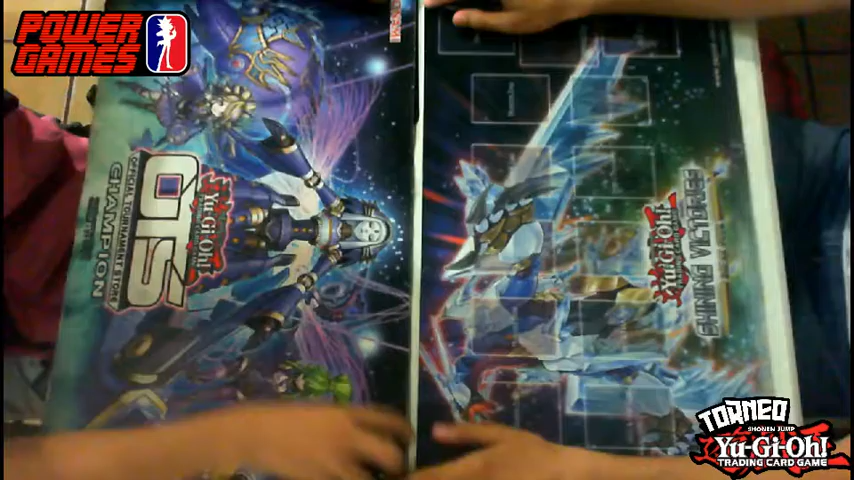 POWER
GAMES
OTS
OFFICIAL TOURNAMENT STORE
CHAMPION
Yu-Gi-Oh!
Yu-Gi-Oh!
SHINING VICTORIES
TORNEO
SHONEN JUMP
Yu-Gi-Oh!
TRADING CARD GAME